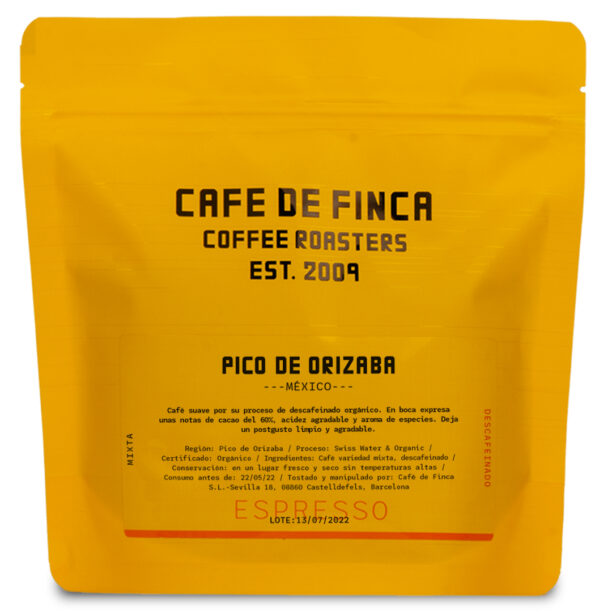 CAFE DE FINCA
COFFEE ROASTERS
EST. 2009
PICO DE ORIZABA
---MÉXICO---
Café suave por su proceso de descafeinado orgánico. En boca expresa
unas notas de cacao del 60%, acidez agradable y aroma de especies. Deja
un postgusto limpio y agradable.
MIXTA
DESCAFEINADO
Región: Pico de Orizaba / Proceso: Swiss Water & Organic /
Certificado: Orgánico / Ingredientes: Cafe variedad mixta, descafeinado /
Conservación: en un lugar fresco y seco sin temperaturas altas /
Consumo antes de: 22/05/22 / Tostado y manipulado por: Café de Finca
S.L.-Sevilla 18, 08860 Castelldefels, Barcelona
ESPRESSO
LOTE:13/07/2022